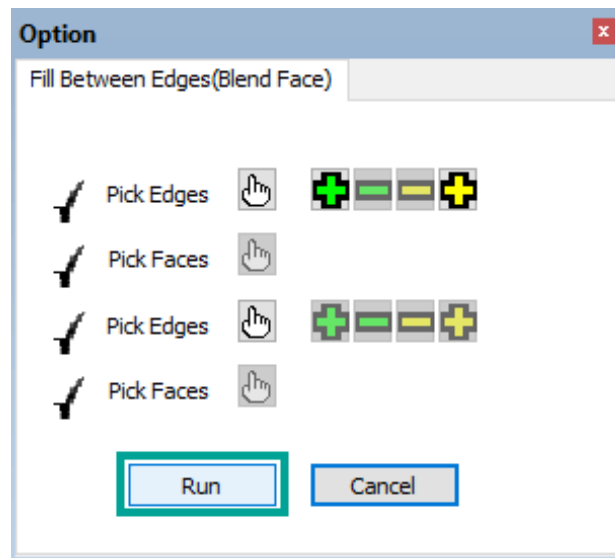 Option
Fill Between Edges(Blend Face)
Pick Edges
Pick Faces
Pick Edges
Pick Faces
Run Cancel